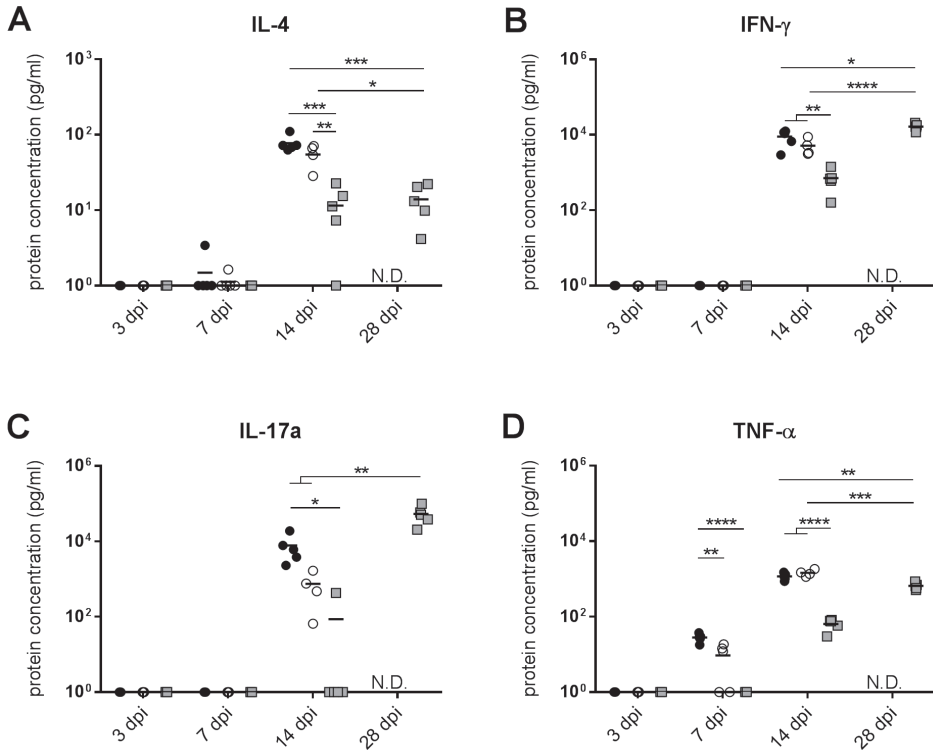 A
IL-4
protein concentration (pg/ml)
10³
10²
10¹
10⁰
***
*
***
**
N.D.
3 dpi
7 dpi
14 dpi
28 dpi
B
IFN-γ
protein concentration (pg/ml)
10⁶
10⁴
10²
10⁰
*
****
**
N.D.
3 dpi
7 dpi
14 dpi
28 dpi
C
IL-17a
protein concentration (pg/ml)
10⁶
10⁴
10²
10⁰
**
*
N.D.
3 dpi
7 dpi
14 dpi
28 dpi
D
TNF-α
protein concentration (pg/ml)
10⁶
10⁴
10²
10⁰
**
***
****
****
**
N.D.
3 dpi
7 dpi
14 dpi
28 dpi